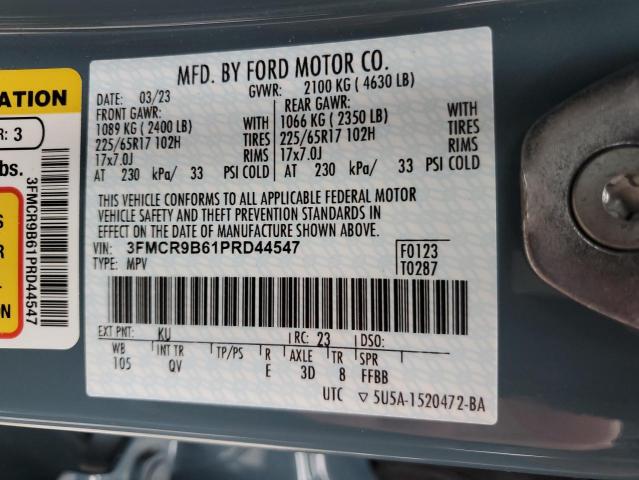 MFD. BY FORD MOTOR CO.
DATE: 03/23 GVWR: 2100 KG ( 4630 LB)
FRONT GAWR: REAR GAWR:
1089 KG ( 2400 LB) WITH 1066 KG ( 2350 LB) WITH
225/65R17 102H TIRES 225/65R17 102H TIRES
17x7.0J RIMS 17x7.0J RIMS
AT 230 kPa/ 33 PSI COLD AT 230 kPa/ 33 PSI COLD
THIS VEHICLE CONFORMS TO ALL APPLICABLE FEDERAL MOTOR
VEHICLE SAFETY AND THEFT PREVENTION STANDARDS IN
EFFECT ON THE DATE OF MANUFACTURE SHOWN ABOVE.
VIN: 3FMCR9B61PRD44547 F0123
TYPE: MPV T0287
EXT PNT: KU RC: 23 DSO:
WB INT TR TP/PS R AXLE TR SPR
105 QV E 3D 8 FFBB
UTC ▽ 5U5A-1520472-BA
ATION
R: 3
bs.
3FMCR9B61PRD44547